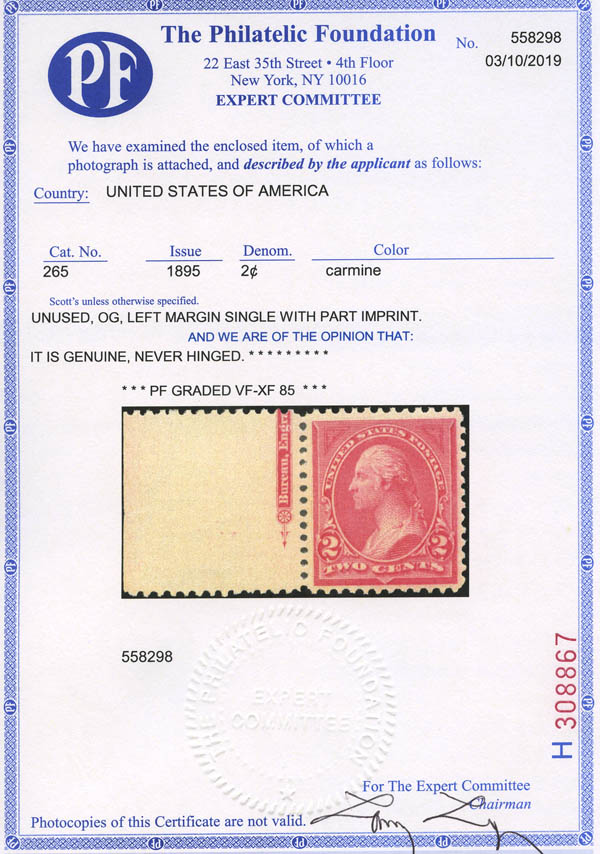 PF
The Philatelic Foundation
22 East 35th Street • 4th Floor
New York, NY 10016
EXPERT COMMITTEE
No. 558298
03/10/2019
We have examined the enclosed item, of which a
photograph is attached, and described by the applicant as follows:
Country: UNITED STATES OF AMERICA
Cat. No. Issue Denom. Color
265 1895 2¢ carmine
Scott's unless otherwise specified.
UNUSED, OG, LEFT MARGIN SINGLE WITH PART IMPRINT.
AND WE ARE OF THE OPINION THAT:
IT IS GENUINE, NEVER HINGED. * * * * * * * * *
* * * PF GRADED VF-XF 85 * * *
Bureau, Engr
UNITED STATES POSTAGE
2 2
TWO CENTS
558298
THE PHILATELIC FOUNDATION
EXPERT
COMMITTEE
H 308867
For The Expert Committee
Chairman
Photocopies of this Certificate are not valid.